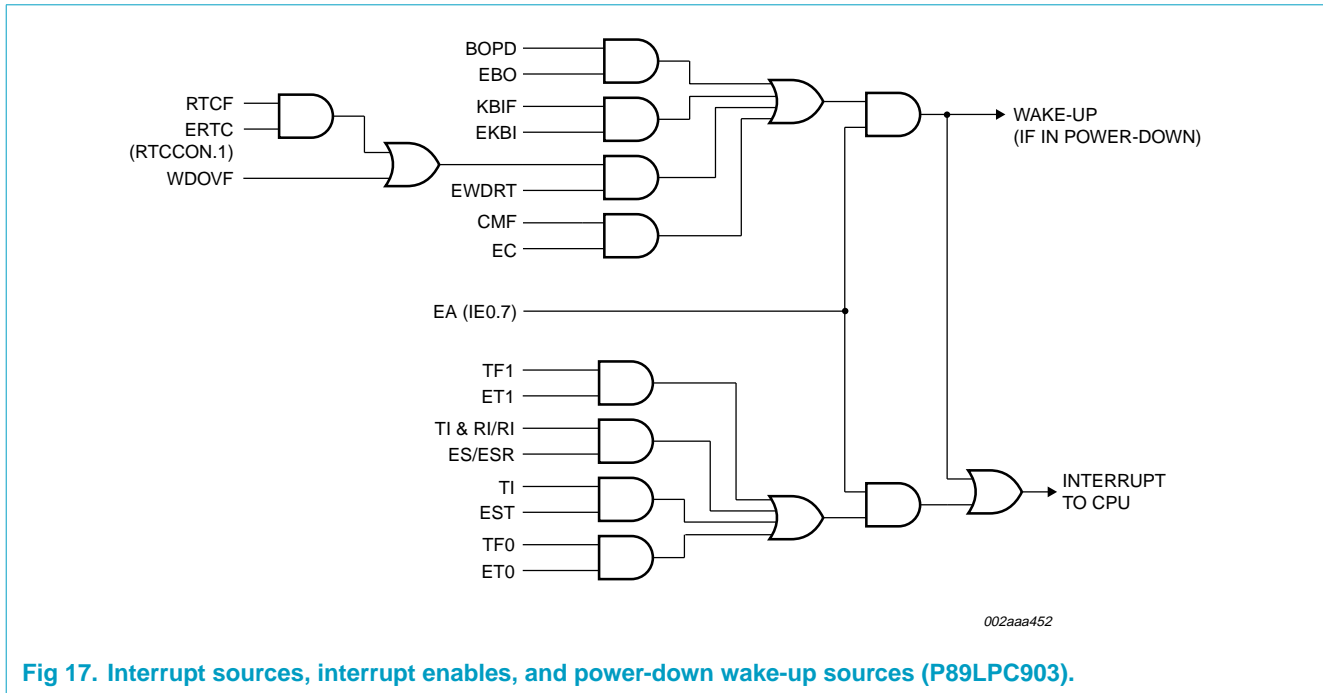 BOPD
EBO
RTCF
ERTC
(RTCCON.1)
WDOVF
KBIF
EKBI
EWDRT
CMF
EC
WAKE-UP
(IF IN POWER-DOWN)
EA (IE0.7)
TF1
ET1
TI & RI/RI
ES/ESR
TI
EST
TF0
ET0
INTERRUPT
TO CPU
002aaa452
Fig 17. Interrupt sources, interrupt enables, and power-down wake-up sources (P89LPC903).